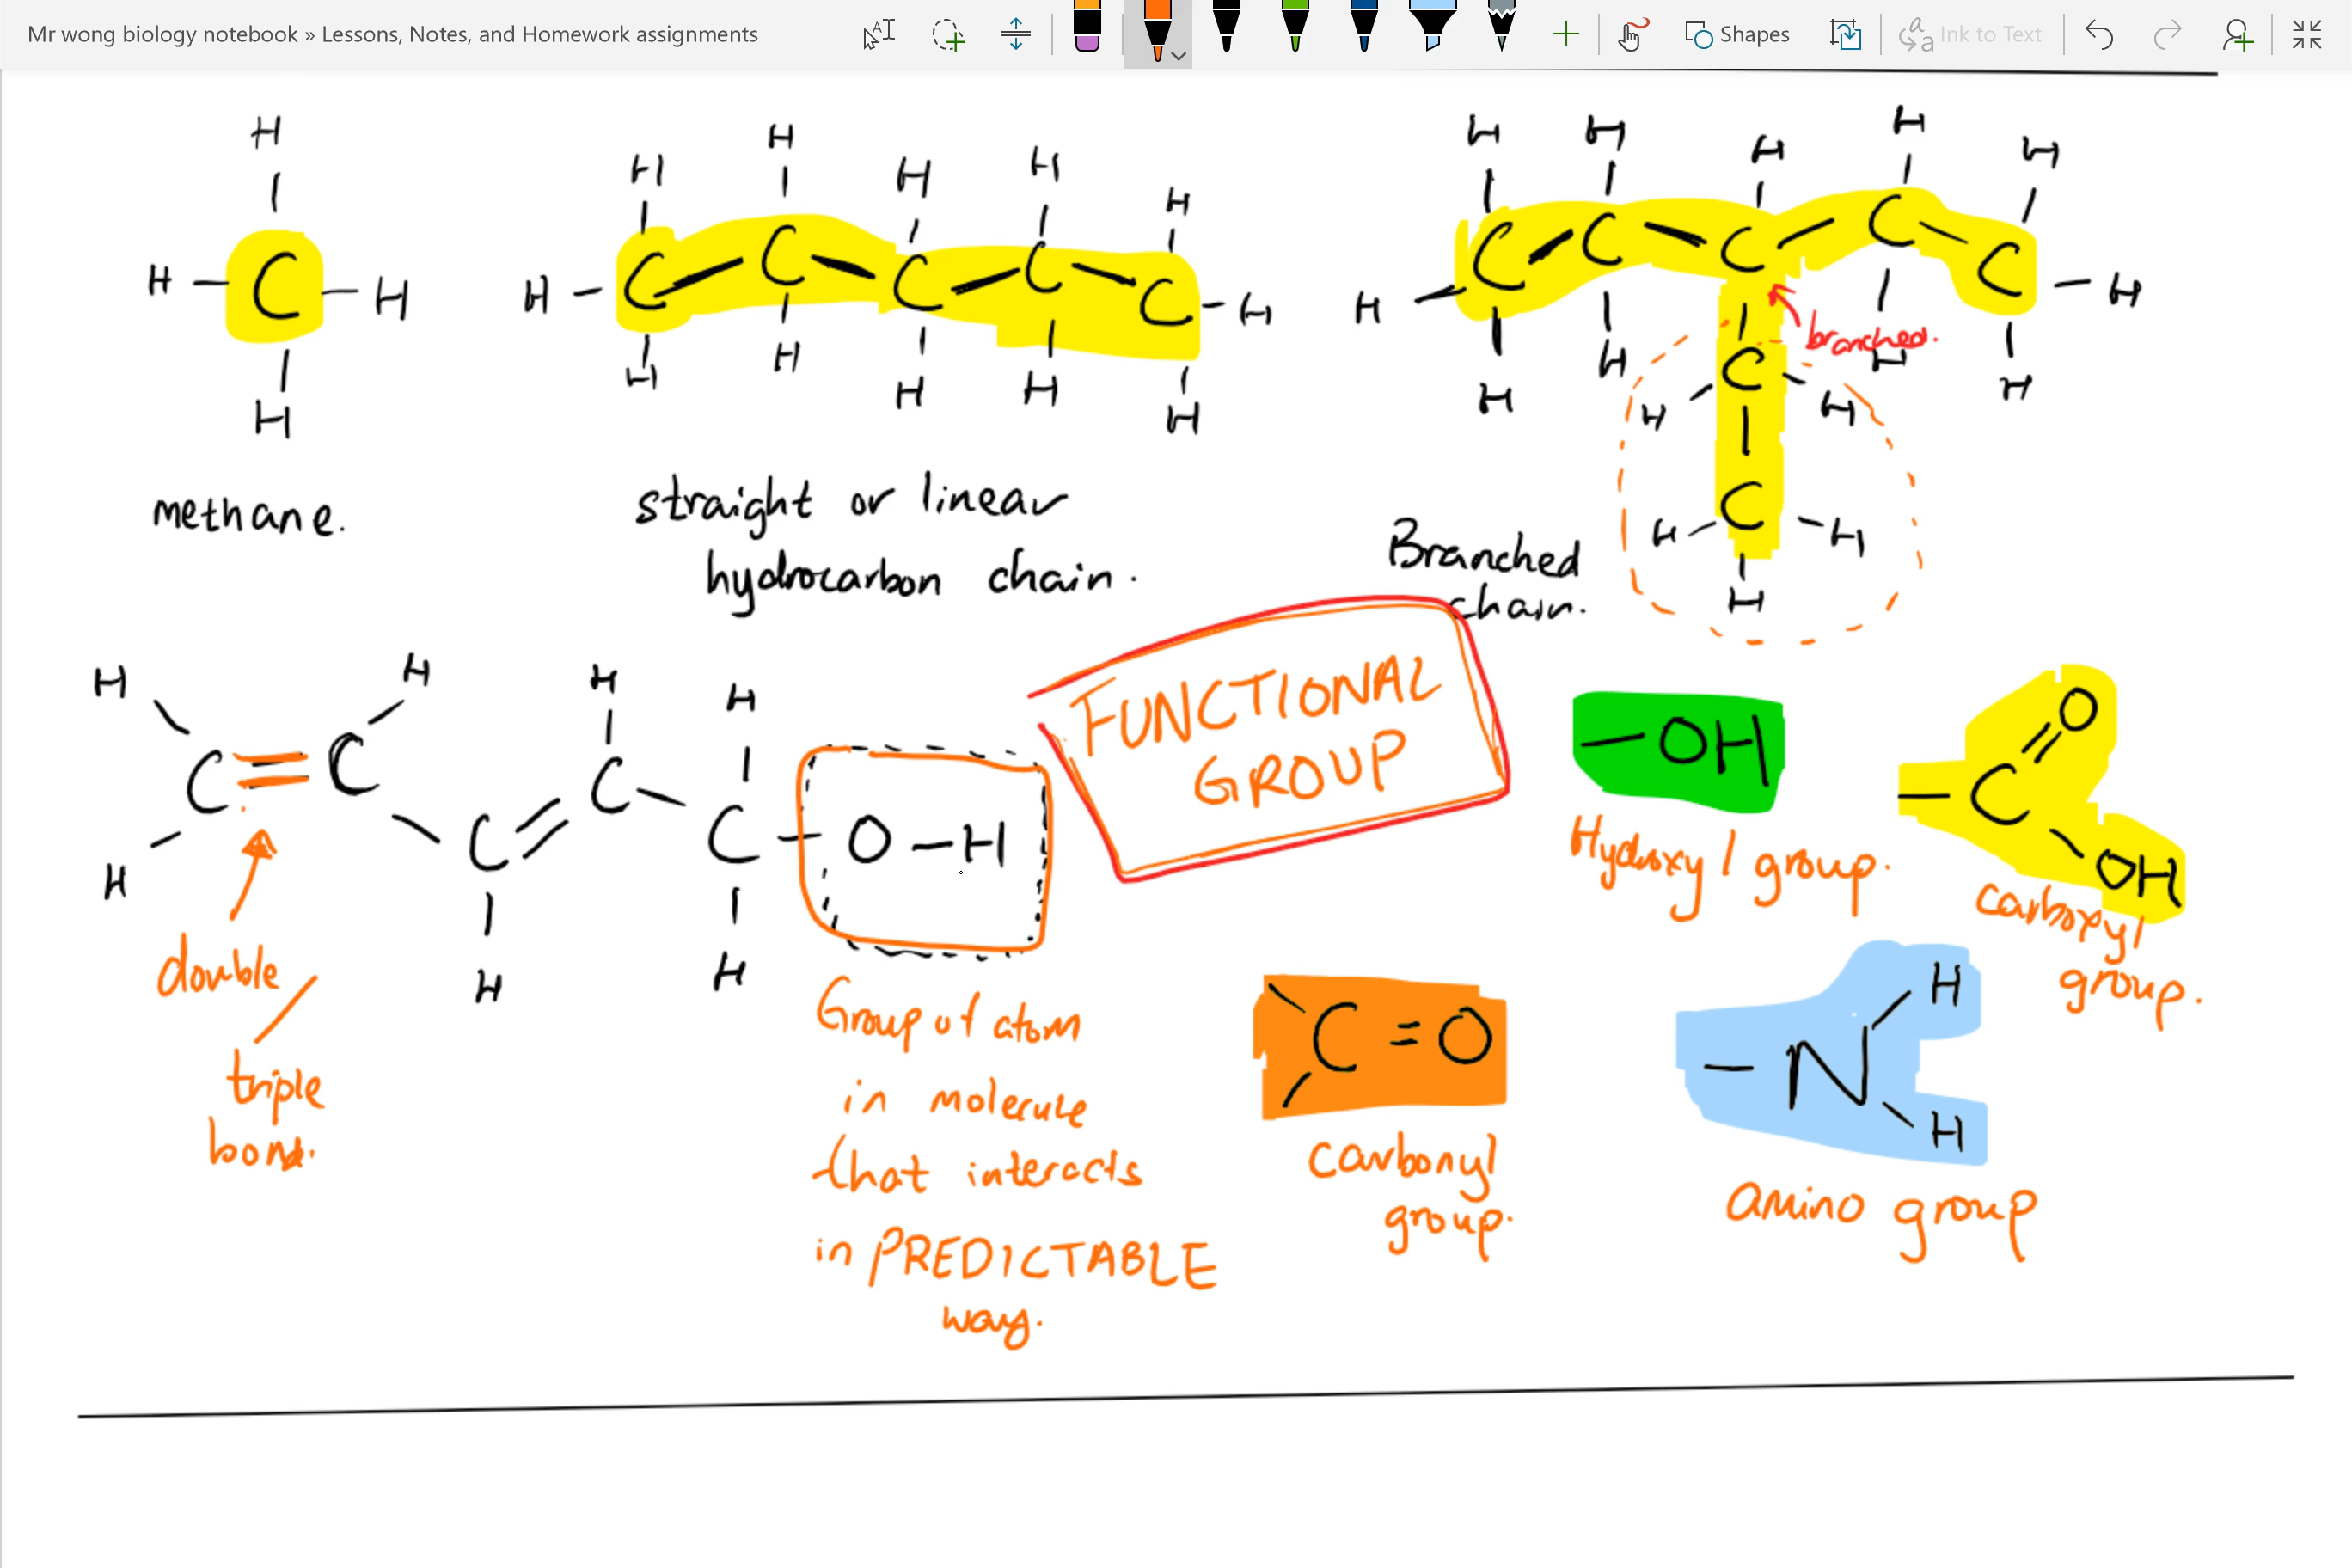 Mr wong biology notebook » Lessons, Notes, and Homework assignments
Shapes
Ink to Text
H
H
H
H
H
H
H
H
H
H
H
H
H – C – H
H – C – C – C – C – C – H
H – C – C – C – C – C – H
branched.
H
H
H
H
H
H
H
H
H
H
H
H – C – H
H – C – H
H
methane.
straight or linear
hydrocarbon chain.
Branched
chain.
H
H
H
H
C = C – C = C – C – O – H
H
H
H
double /
triple
bond.
FUNCTIONAL
GROUP
Group of atom
in molecule
that interacts
in PREDICTABLE
way.
– OH
Hydroxyl group.
O
– C
OH
carboxyl
group.
C = O
carbonyl
group.
H
– N
H
amino group